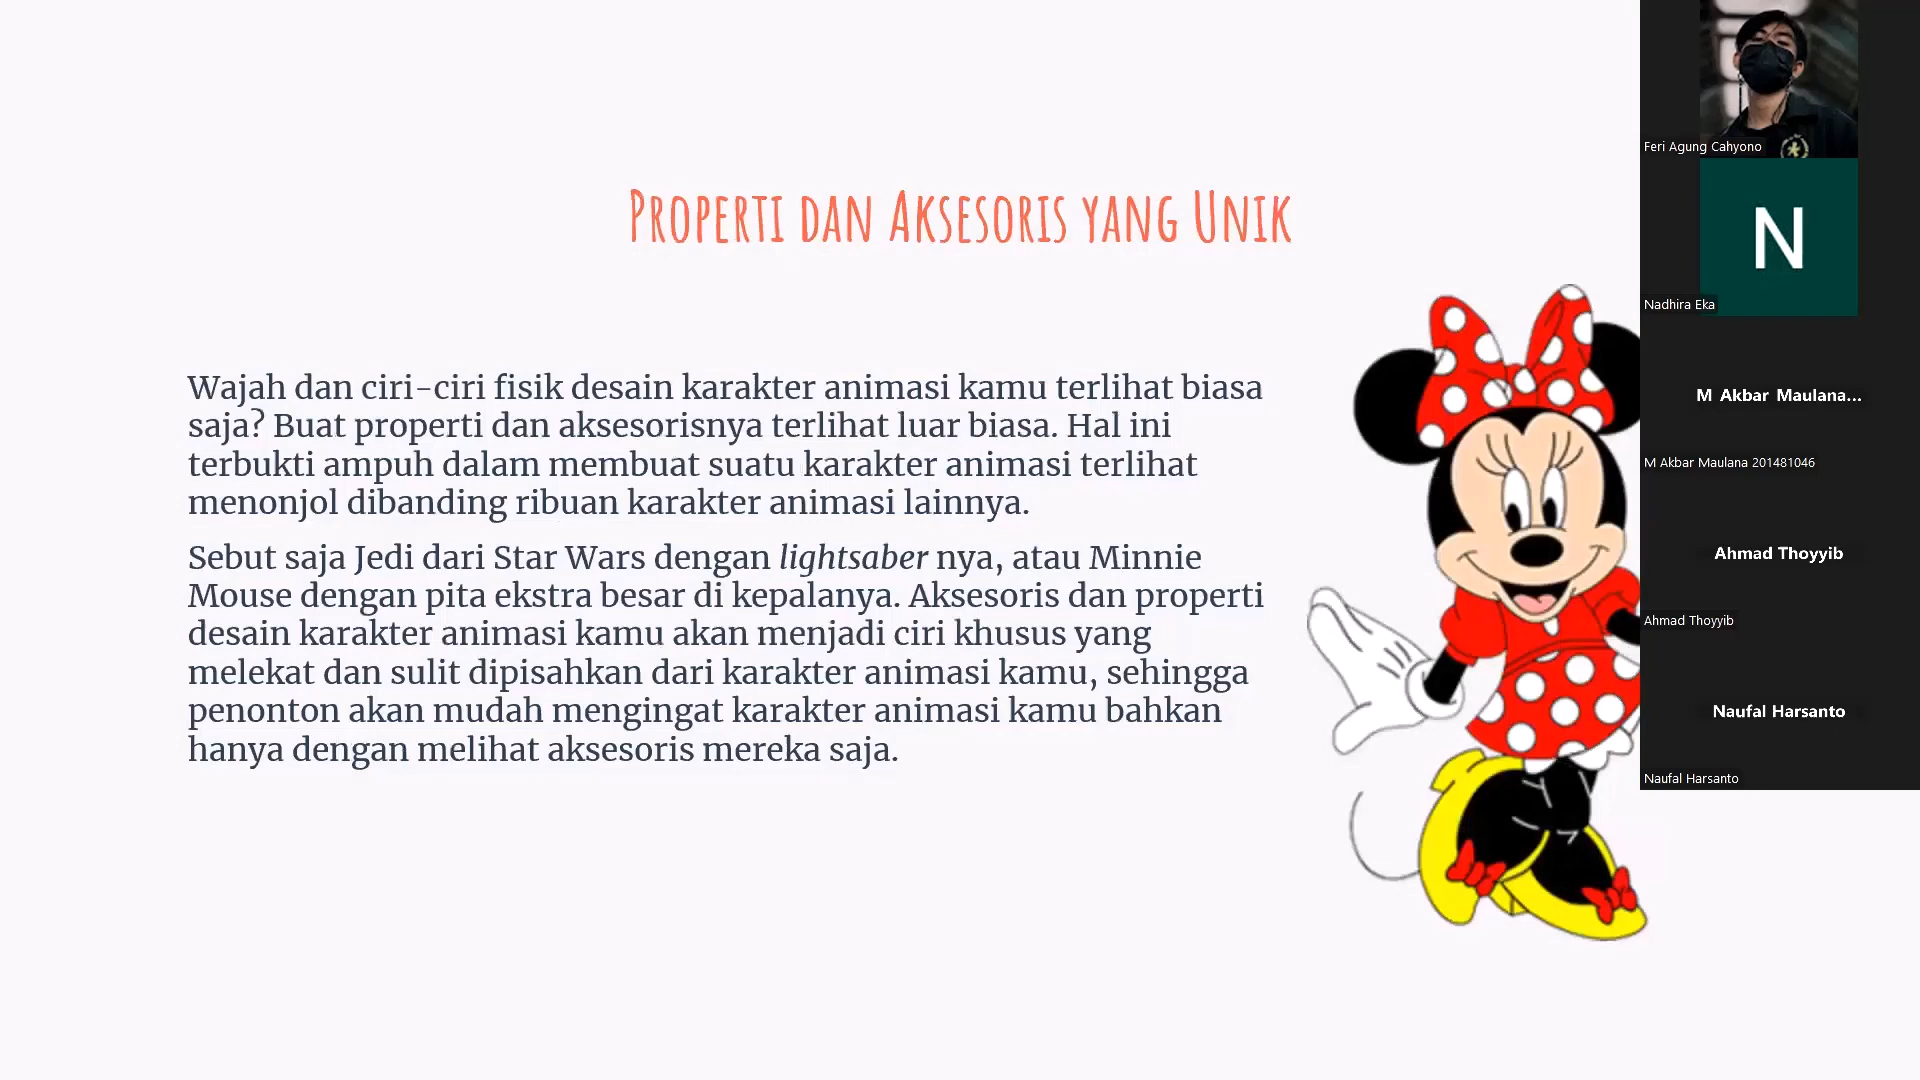 Properti dan Aksesoris yang Unik
Wajah dan ciri-ciri fisik desain karakter animasi kamu terlihat biasa
saja? Buat properti dan aksesorisnya terlihat luar biasa. Hal ini
terbukti ampuh dalam membuat suatu karakter animasi terlihat
menonjol dibanding ribuan karakter animasi lainnya.
Sebut saja Jedi dari Star Wars dengan lightsaber nya, atau Minnie
Mouse dengan pita ekstra besar di kepalanya. Aksesoris dan properti
desain karakter animasi kamu akan menjadi ciri khusus yang
melekat dan sulit dipisahkan dari karakter animasi kamu, sehingga
penonton akan mudah mengingat karakter animasi kamu bahkan
hanya dengan melihat aksesoris mereka saja.
Feri Agung Cahyono
N
Nadhira Eka
M Akbar Maulana...
M Akbar Maulana 201481046
Ahmad Thoyyib
Ahmad Thoyyib
Naufal Harsanto
Naufal Harsanto